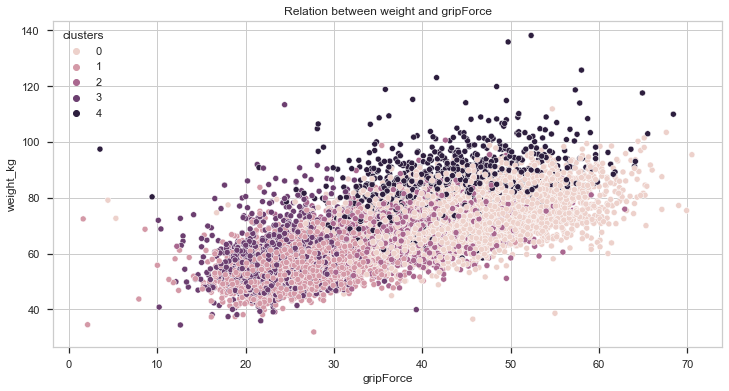 Relation between weight and gripForce
clusters
0
1
2
3
4
140
120
100
80
60
40
weight_kg
0 10 20 30 40 50 60 70
gripForce